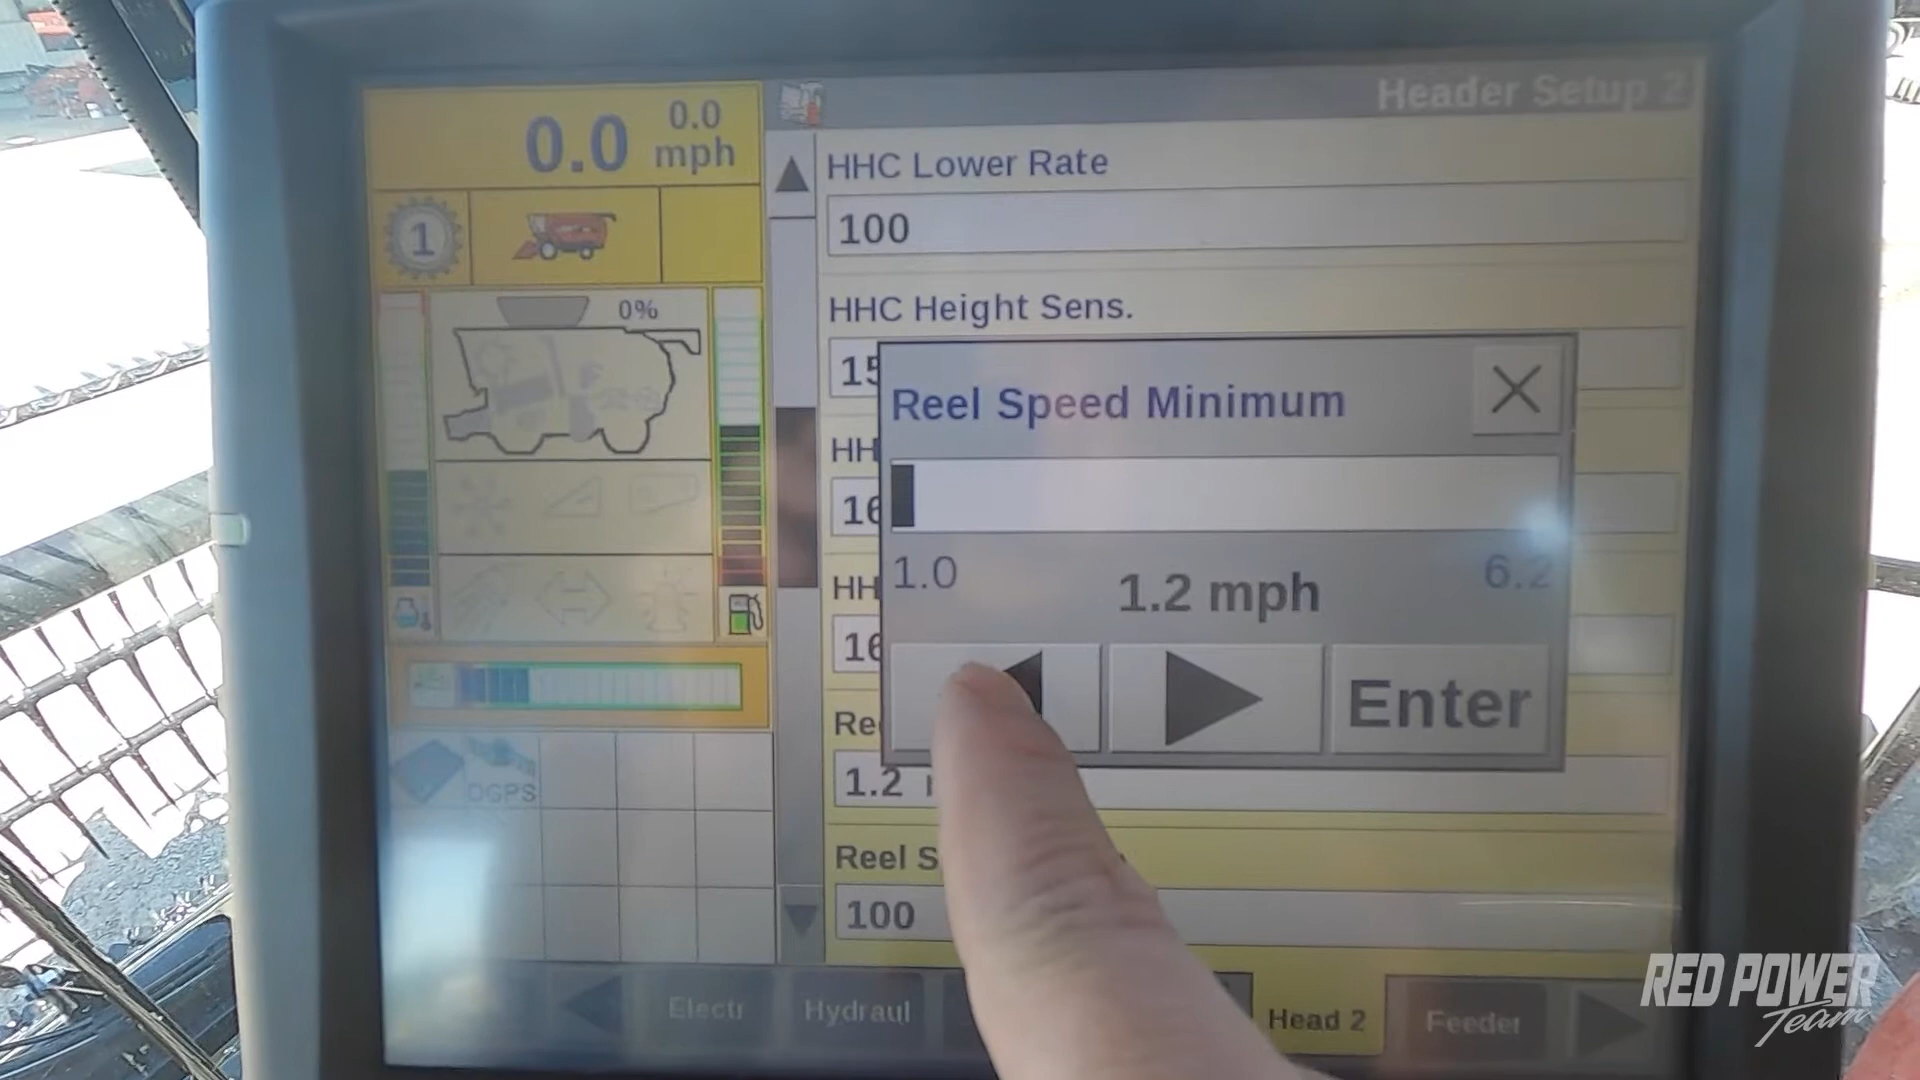 Header Setup 2
0.0
0.0
mph
1
0%
DGPS
HHC Lower Rate
100
HHC Height Sens.
15
HH
16
HH
16
Re
1.2
Reel S
100
Reel Speed Minimum
1.0
1.2 mph
6.2
Enter
Electr
Hydraul
Head 2
Feeder
RED POWER
Team